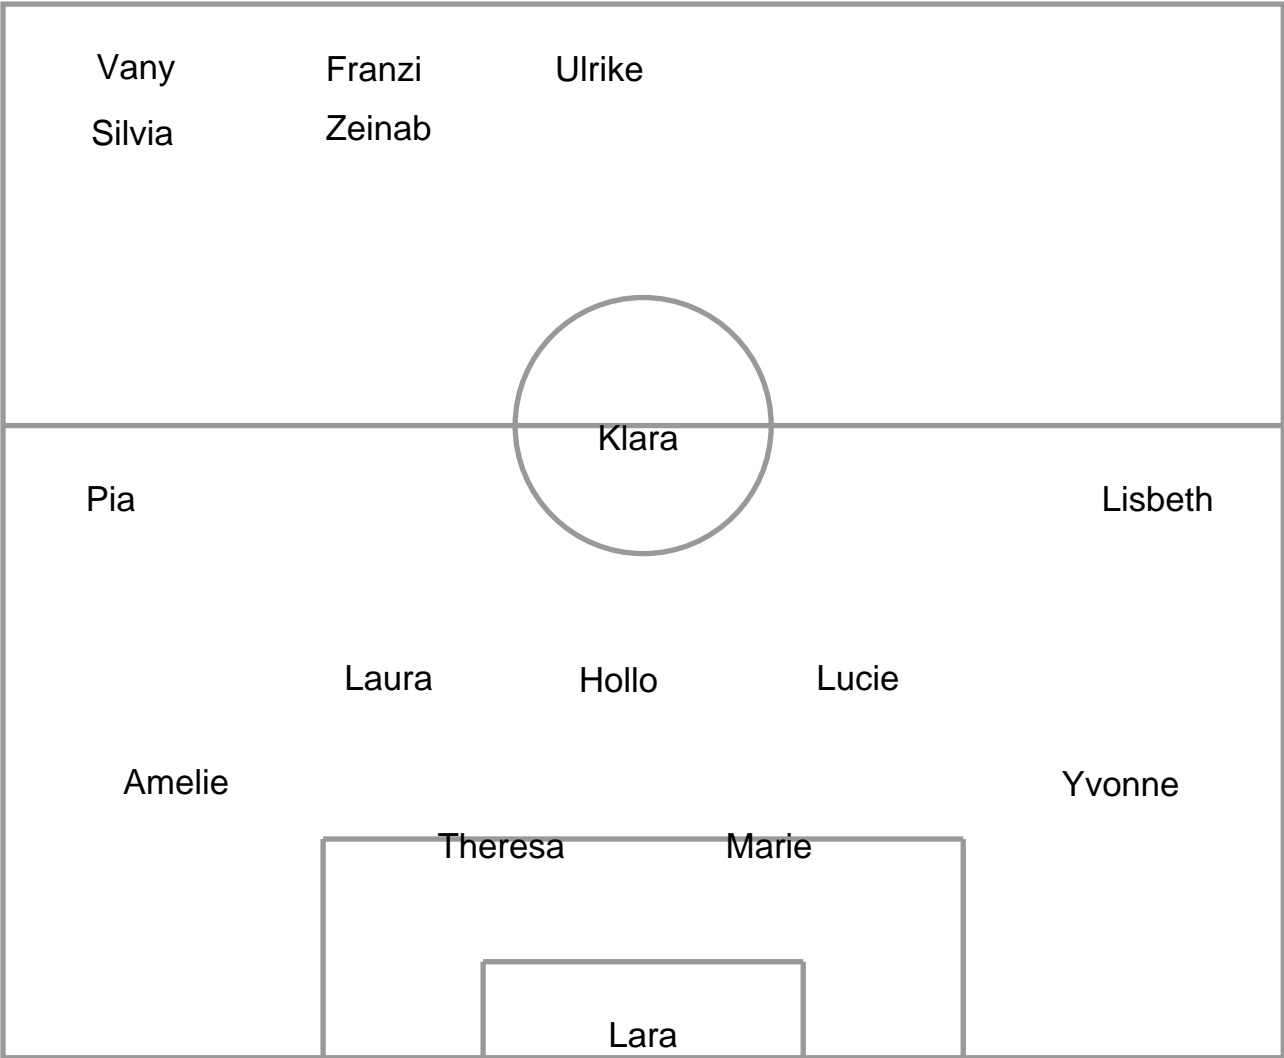 Vany Franzi Ulrike
Silvia Zeinab
Klara
Pia Lisbeth
Laura Hollo Lucie
Amelie Yvonne
Theresa Marie
Lara